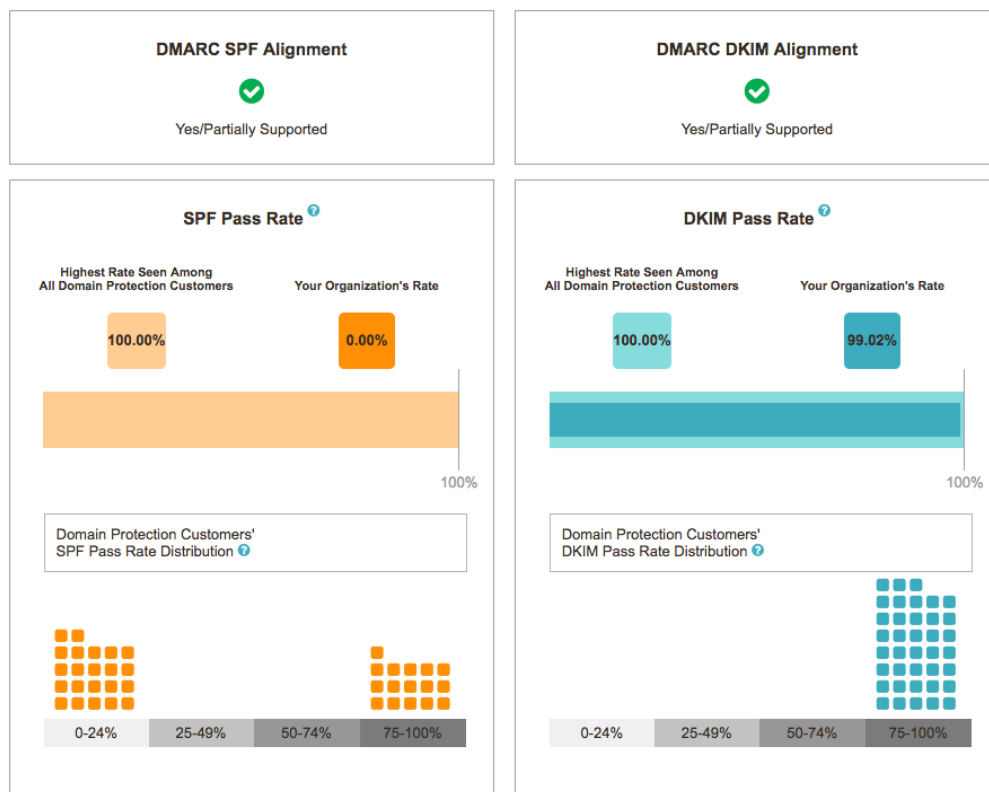 DMARC SPF Alignment
Yes/Partially Supported
DMARC DKIM Alignment
Yes/Partially Supported
SPF Pass Rate ?
Highest Rate Seen Among
All Domain Protection Customers
Your Organization's Rate
100.00%
0.00%
100%
Domain Protection Customers'
SPF Pass Rate Distribution ?
0-24%
25-49%
50-74%
75-100%
DKIM Pass Rate ?
Highest Rate Seen Among
All Domain Protection Customers
Your Organization's Rate
100.00%
99.02%
100%
Domain Protection Customers'
DKIM Pass Rate Distribution ?
0-24%
25-49%
50-74%
75-100%